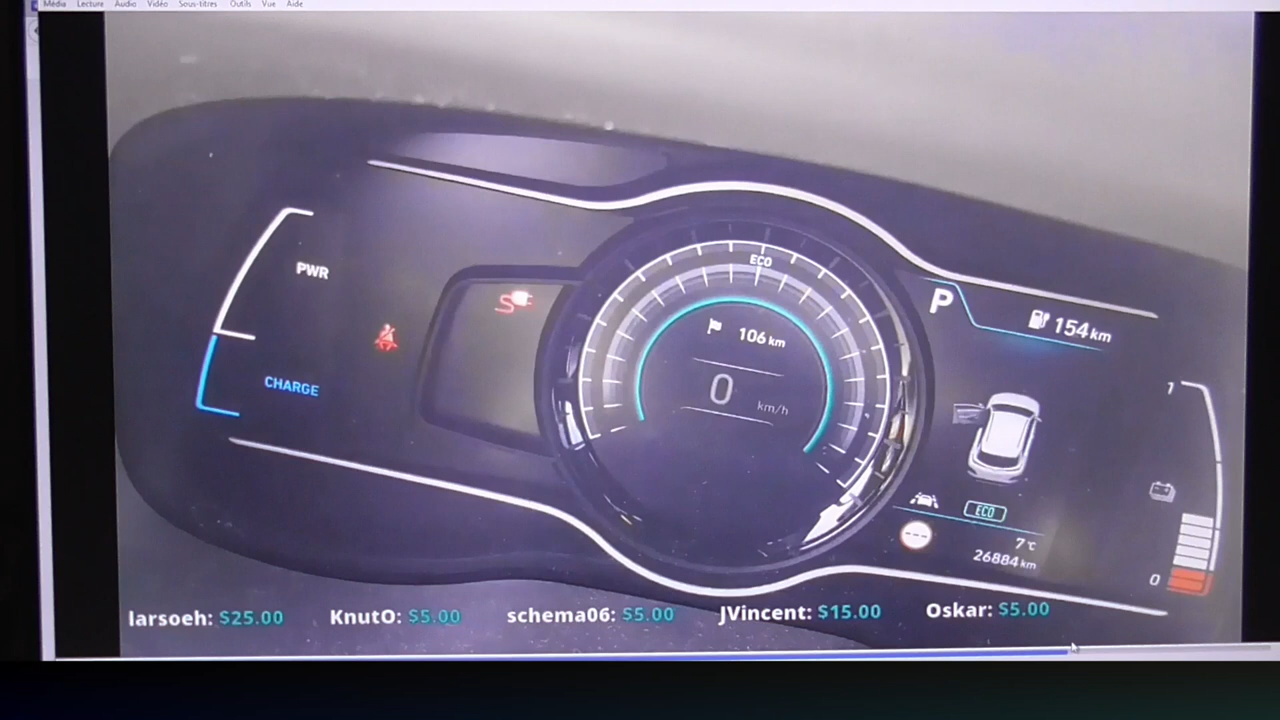 Média Lecture Audio Vidéo Sous-titres Outils Vue Aide
PWR
CHARGE
ECO
106 km
0
km/h
P
154 km
1
0
ECO
7 °C
26884 km
larsoeh: $25.00 KnutO: $5.00 schema06: $5.00 JVincent: $15.00 Oskar: $5.00